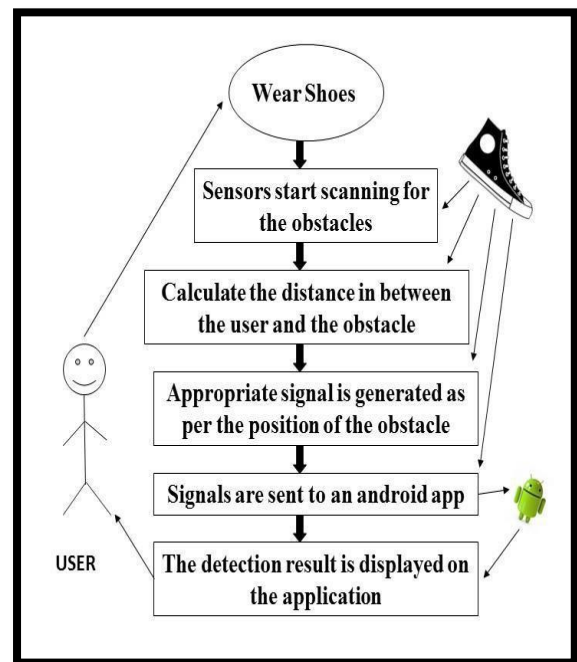 Wear Shoes
Sensors start scanning for
the obstacles
Calculate the distance in between
the user and the obstacle
Appropriate signal is generated as
per the position of the obstacle
Signals are sent to an android app
USER
The detection result is displayed on
the application